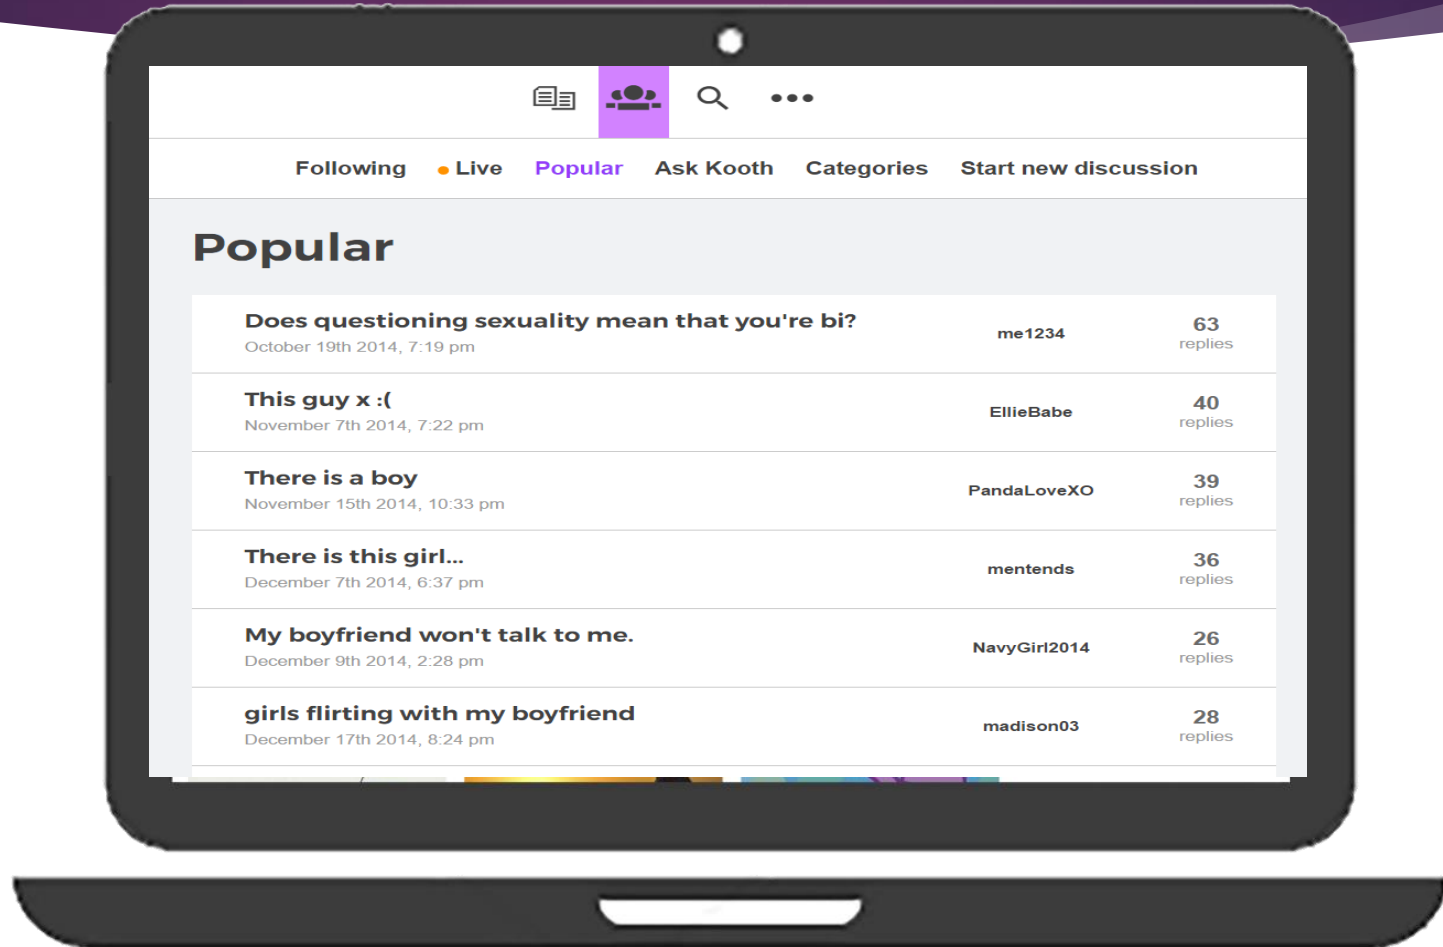 Following Live Popular Ask Kooth Categories Start new discussion
Popular
Does questioning sexuality mean that you're bi?
October 19th 2014, 7:19 pm
me1234
63
replies
This guy x :(
November 7th 2014, 7:22 pm
EllieBabe
40
replies
There is a boy
November 15th 2014, 10:33 pm
PandaLoveXO
39
replies
There is this girl...
December 7th 2014, 6:37 pm
mentends
36
replies
My boyfriend won't talk to me.
December 9th 2014, 2:28 pm
NavyGirl2014
26
replies
girls flirting with my boyfriend
December 17th 2014, 8:24 pm
madison03
28
replies